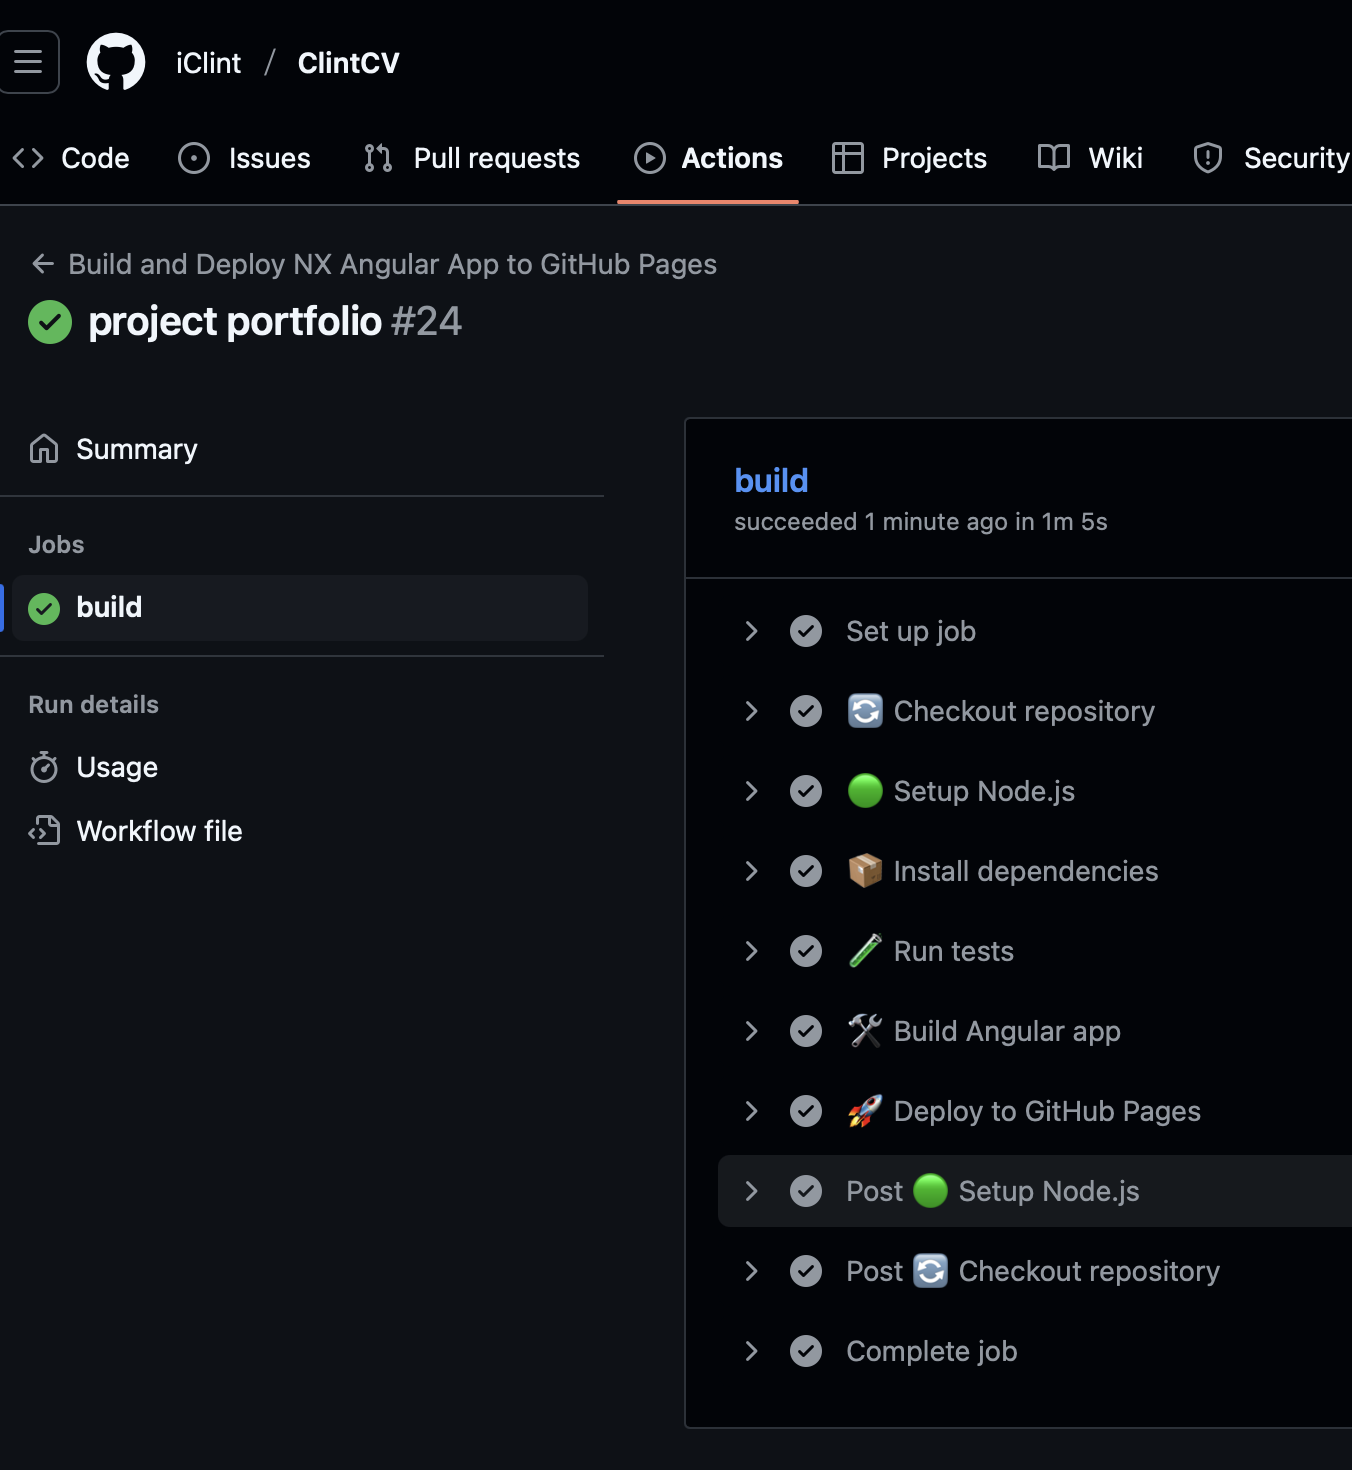 iClint / ClintCV
Code Issues Pull requests Actions Projects Wiki Security
← Build and Deploy NX Angular App to GitHub Pages
project portfolio #24
Summary
Jobs
build
Run details
Usage
Workflow file
build
succeeded 1 minute ago in 1m 5s
Set up job
🔄 Checkout repository
🟢 Setup Node.js
📦 Install dependencies
🧪 Run tests
🛠️ Build Angular app
🚀 Deploy to GitHub Pages
Post 🟢 Setup Node.js
Post 🔄 Checkout repository
Complete job